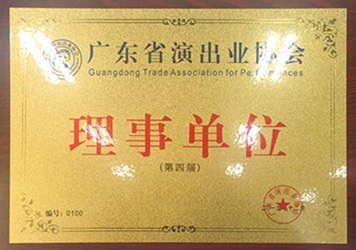 广东省演出业协会
Guangdong Trade Association for Performances
理事单位
(第四届)
编号:0100